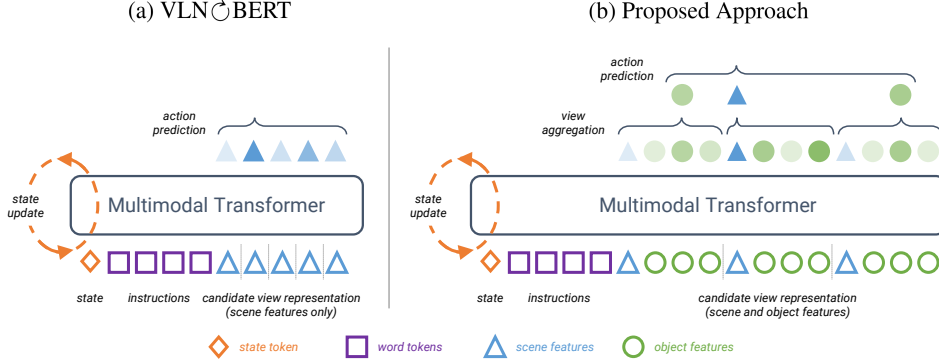 (a) VLN↻BERT
action
prediction
state
update
Multimodal Transformer
state
instructions
candidate view representation
(scene features only)
(b) Proposed Approach
action
prediction
view
aggregation
state
update
Multimodal Transformer
state
instructions
candidate view representation
(scene and object features)
state token
word tokens
scene features
object features